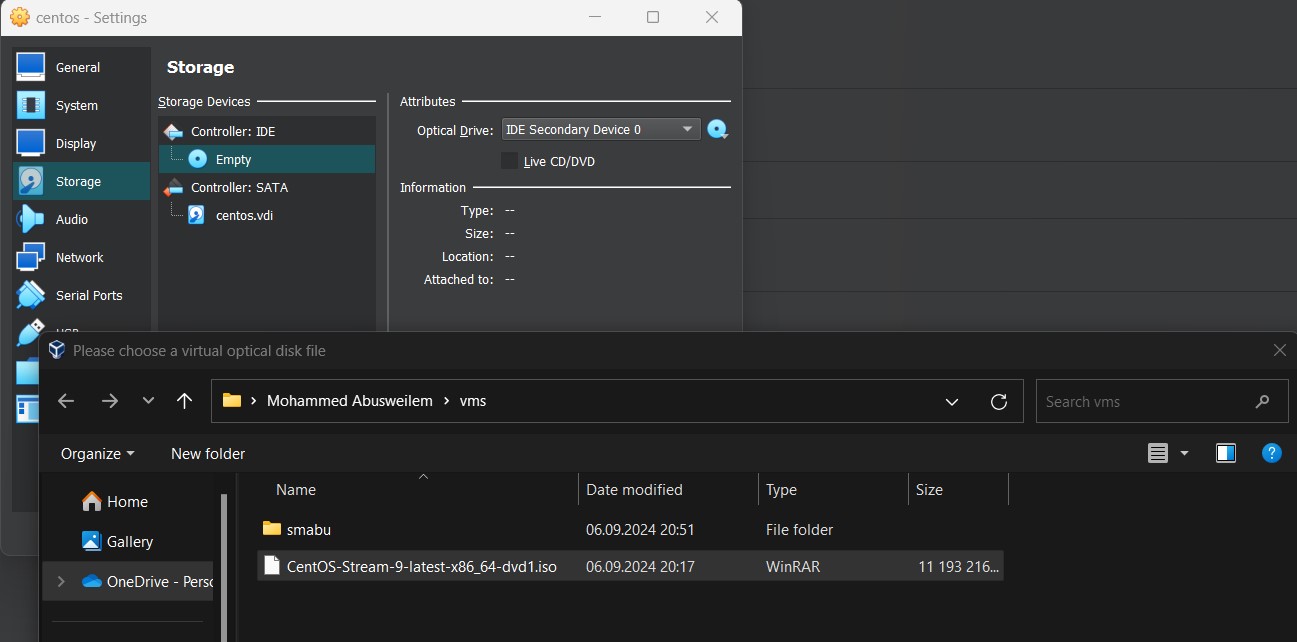 centos - Settings
General
System
Display
Storage
Audio
Network
Serial Ports
Storage
Storage Devices
Controller: IDE
Empty
Controller: SATA
centos.vdi
Attributes
Optical Drive: IDE Secondary Device 0
Live CD/DVD
Information
Type: --
Size: --
Location: --
Attached to: --
Please choose a virtual optical disk file
Mohammed Abusweilem > vms
Search vms
Organize
New folder
?
Home
Gallery
OneDrive - Perso
Name Date modified Type Size
smabu 06.09.2024 20:51 File folder
CentOS-Stream-9-latest-x86_64-dvd1.iso 06.09.2024 20:17 WinRAR 11 193 216...